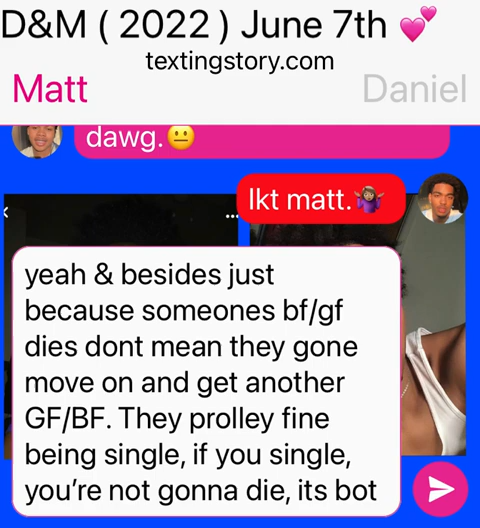 D&M ( 2022 ) June 7th 💕
textingstory.com
Matt
Daniel
dawg.😐
Ikt matt.🤷🏽‍♀️
yeah & besides just
because someones bf/gf
dies dont mean they gone
move on and get another
GF/BF. They prolley fine
being single, if you single,
you’re not gonna die, its bot